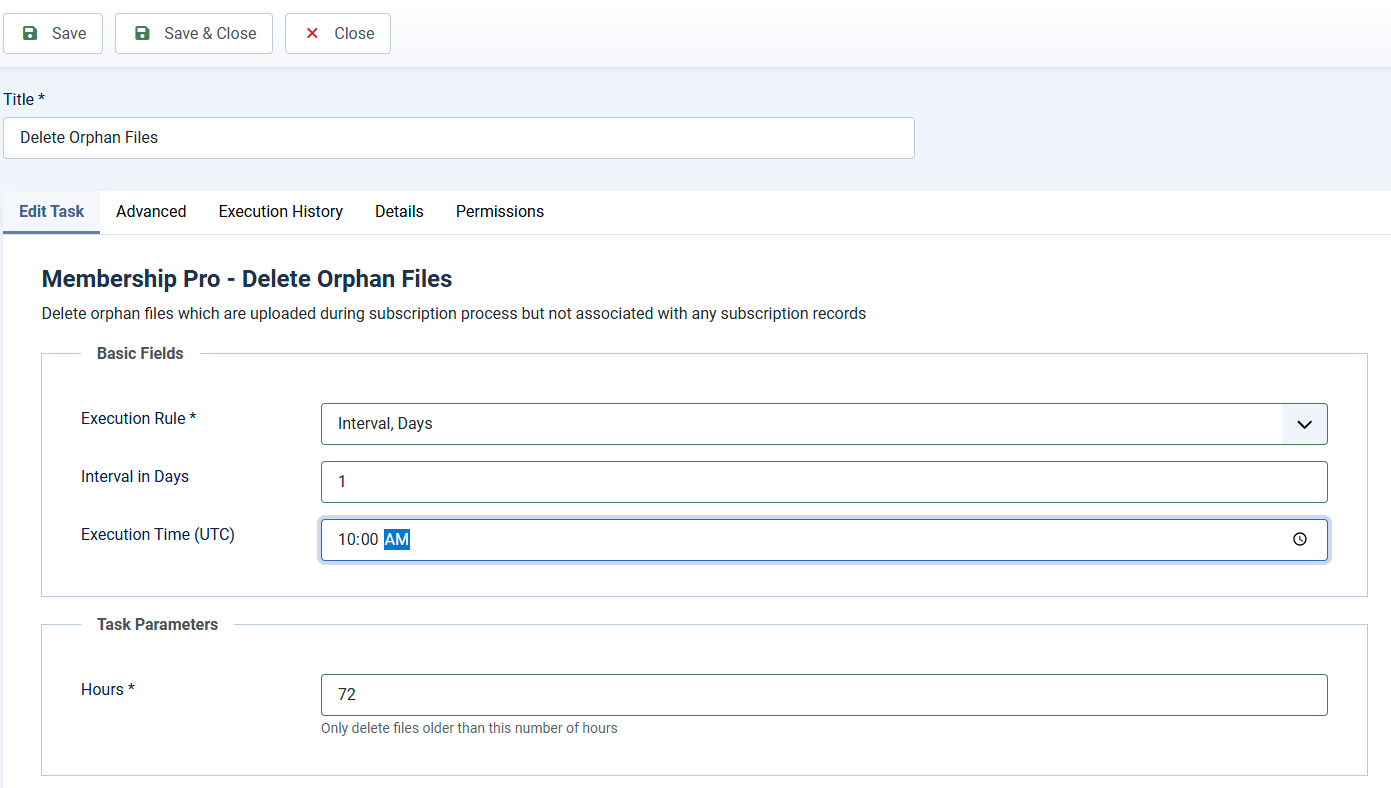 Save Save & Close Close
Title *
Delete Orphan Files
Edit Task Advanced Execution History Details Permissions
Membership Pro - Delete Orphan Files
Delete orphan files which are uploaded during subscription process but not associated with any subscription records
Basic Fields
Execution Rule * Interval, Days
Interval in Days 1
Execution Time (UTC) 10:00 AM
Task Parameters
Hours * 72
Only delete files older than this number of hours